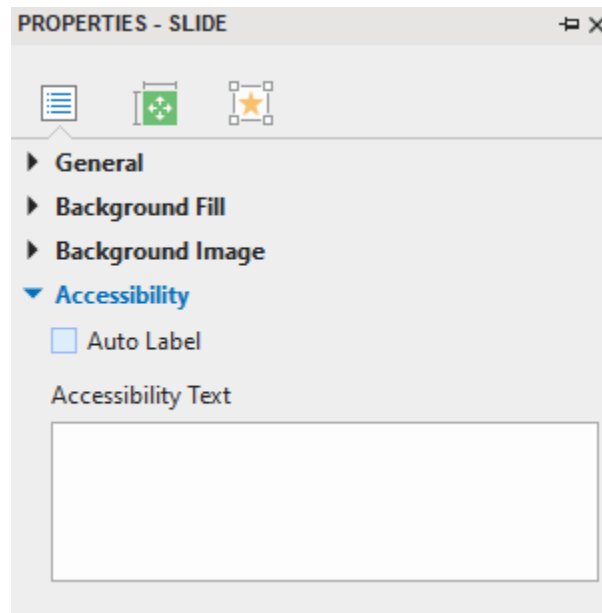 PROPERTIES - SLIDE
General
Background Fill
Background Image
Accessibility
Auto Label
Accessibility Text